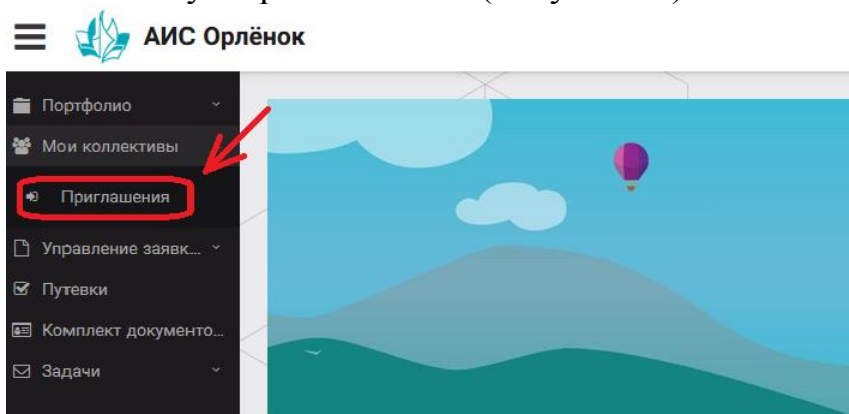 АИС Орлёнок
Портфолио
Мои коллективы
Приглашения
Управление заявк...
Путевки
Комплект документо...
Задачи